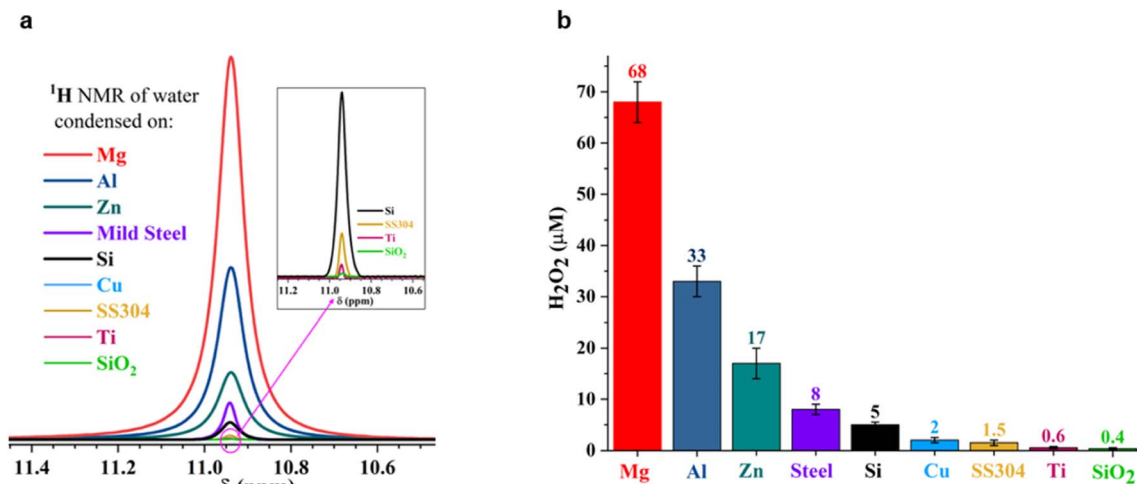 a
¹H NMR of water
condensed on:
Mg
Al
Zn
Mild Steel
Si
Cu
SS304
Ti
SiO₂
Si
SS304
Ti
SiO₂
11.2 11.0 10.8 10.6
δ (ppm)
11.4 11.2 11.0 10.8 10.6
b
H₂O₂ (μM)
70
60
50
40
30
20
10
0
68
33
17
8
5
2
1.5
0.6
0.4
Mg Al Zn Steel Si Cu SS304 Ti SiO₂